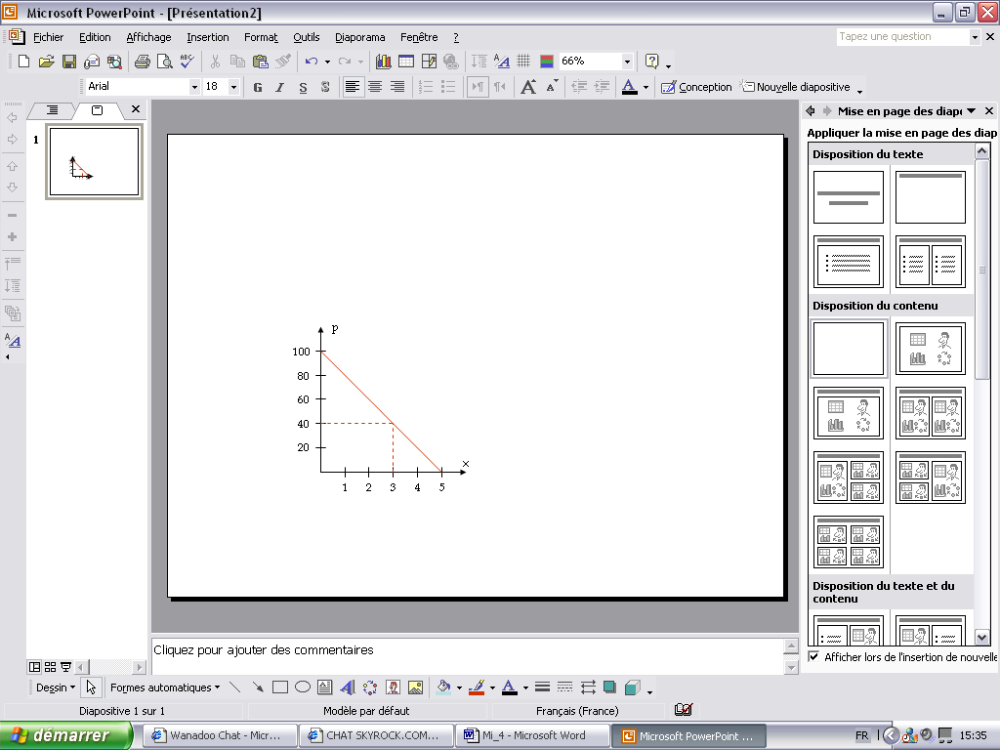 Microsoft PowerPoint - [Présentation2]
Fichier Edition Affichage Insertion Format Outils Diaporama Fenêtre ?
Tapez une question
66%
Arial 18 G I S S Conception Nouvelle diapositive
Mise en page des diapo
Appliquer la mise en page des diap
1
Disposition du texte
Disposition du contenu
Disposition du texte et du
contenu
Afficher lors de l'insertion de nouvelle
p
100
80
60
40
20
x
1 2 3 4 5
Cliquez pour ajouter des commentaires
Dessin Formes automatiques
Diapositive 1 sur 1 Modèle par défaut Français (France)
démarrer Wanadoo Chat - Micr... CHAT SKYROCK.COM... Mi_4 - Microsoft Word Microsoft PowerPoint ... FR 15:35